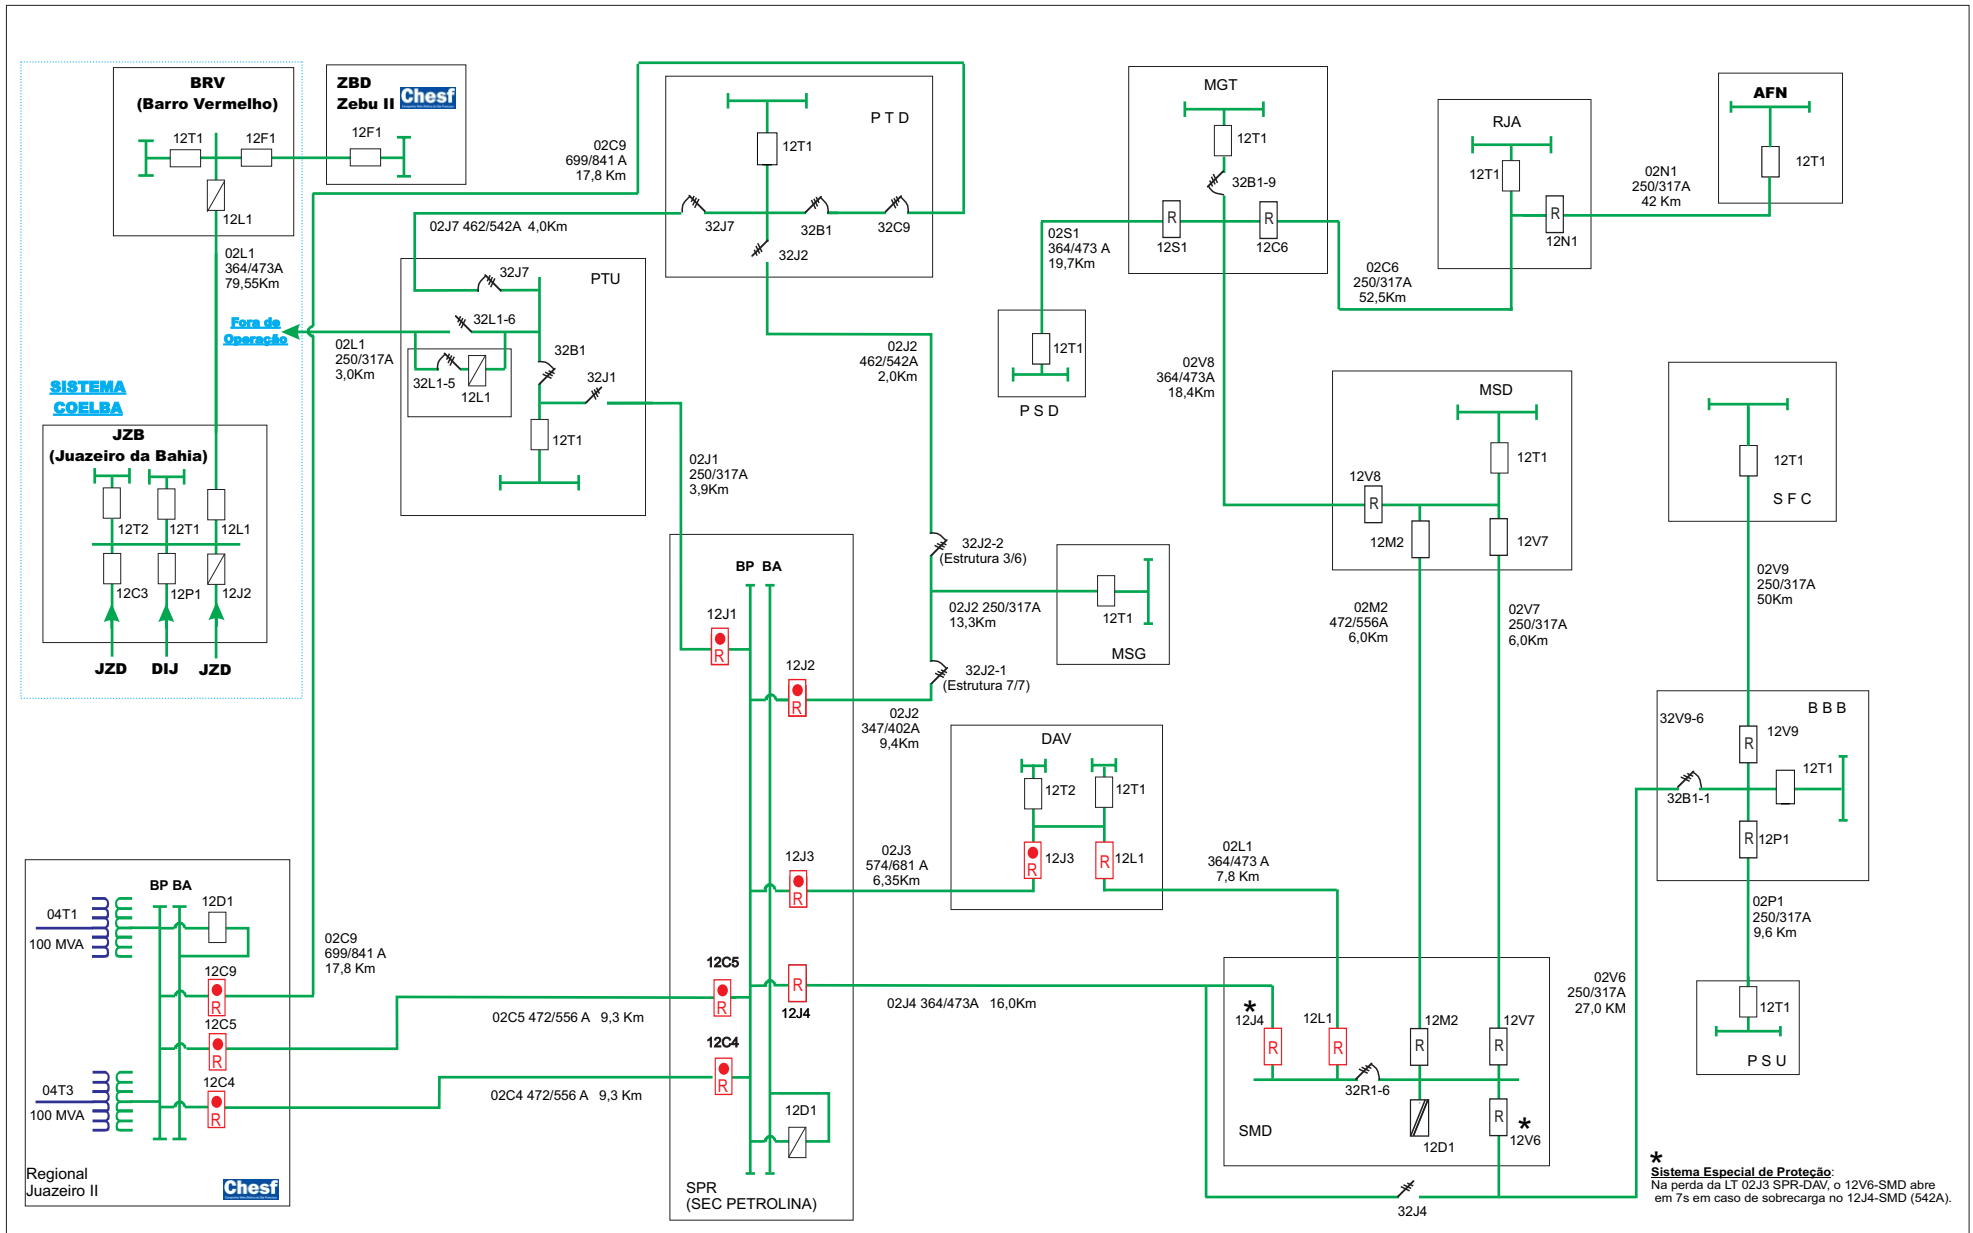 BRV
(Barro Vermelho)
12T1
12F1
12L1
ZBD
Zebu II
Chesf
12F1
02L1
364/473A
79,55Km
Fora de
Operação
SISTEMA
COELBA
JZB
(Juazeiro da Bahia)
12T2
12T1
12L1
12C3
12P1
12J2
JZD
DIJ
JZD
02C9
699/841 A
17,8 Km
P T D
12T1
32J7
32B1
32C9
32J2
02J7 462/542A 4,0Km
PTU
32J7
32L1-6
32L1-5
12L1
32B1
32J1
12T1
02L1
250/317A
3,0Km
02J1
250/317A
3,9Km
02J2
462/542A
2,0Km
32J2-2
(Estrutura 3/6)
02J2 250/317A
13,3Km
12T1
MSG
32J2-1
(Estrutura 7/7)
02J2
347/402A
9,4Km
MGT
12T1
32B1-9
R
12S1
R
12C6
02S1
364/473 A
19,7Km
12T1
P S D
02C6
250/317A
52,5Km
RJA
12T1
R
12N1
02N1
250/317A
42 Km
AFN
12T1
02V8
364/473A
18,4Km
MSD
12T1
12V8
R
12M2
12V7
02M2
472/556A
6,0Km
02V7
250/317A
6,0Km
12T1
S F C
02V9
250/317A
50Km
B B B
32V9-6
12V9
R
12T1
32B1-1
R
12P1
02P1
250/317A
9,6 Km
12T1
P S U
02V6
250/317A
27,0 KM
BP BA
12J1
R
12J2
R
12J3
R
12C5
R
R
12J4
12C4
R
12D1
SPR
(SEC PETROLINA)
02J3
574/681 A
6,35Km
DAV
12T2
12T1
R
12J3
R
12L1
02L1
364/473 A
7,8 Km
02J4 364/473A 16,0Km
*
12J4
R
12L1
R
12M2
R
12V7
R
32R1-6
R
*
12V6
12D1
SMD
32J4
04T1
100 MVA
04T3
100 MVA
BP BA
12D1
12C9
R
12C5
R
12C4
R
Regional
Juazeiro II
Chesf
02C9
699/841 A
17,8 Km
02C5 472/556 A 9,3 Km
02C4 472/556 A 9,3 Km
*
Sistema Especial de Proteção:
Na perda da LT 02J3 SPR-DAV, o 12V6-SMD abre
em 7s em caso de sobrecarga no 12J4-SMD (542A).